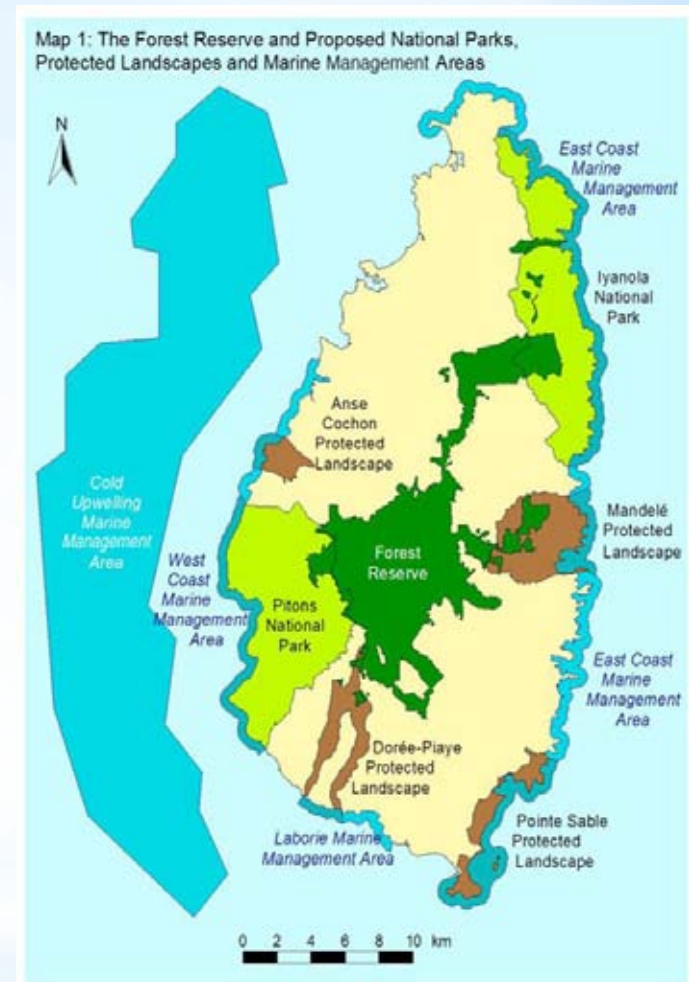 Map 1: The Forest Reserve and Proposed National Parks,
Protected Landscapes and Marine Management Areas
N
East Coast
Marine
Management
Area
Iyanola
National
Park
Anse
Cochon
Protected
Landscape
Cold
Upwelling
Marine
Management
Area
Mandelé
Protected
Landscape
Forest
Reserve
West
Coast
Marine
Management
Area
Pitons
National
Park
East Coast
Marine
Management
Area
Dorée-Piaye
Protected
Landscape
Pointe Sable
Protected
Landscape
Laborie Marine
Management Area
0 2 4 6 8 10 km